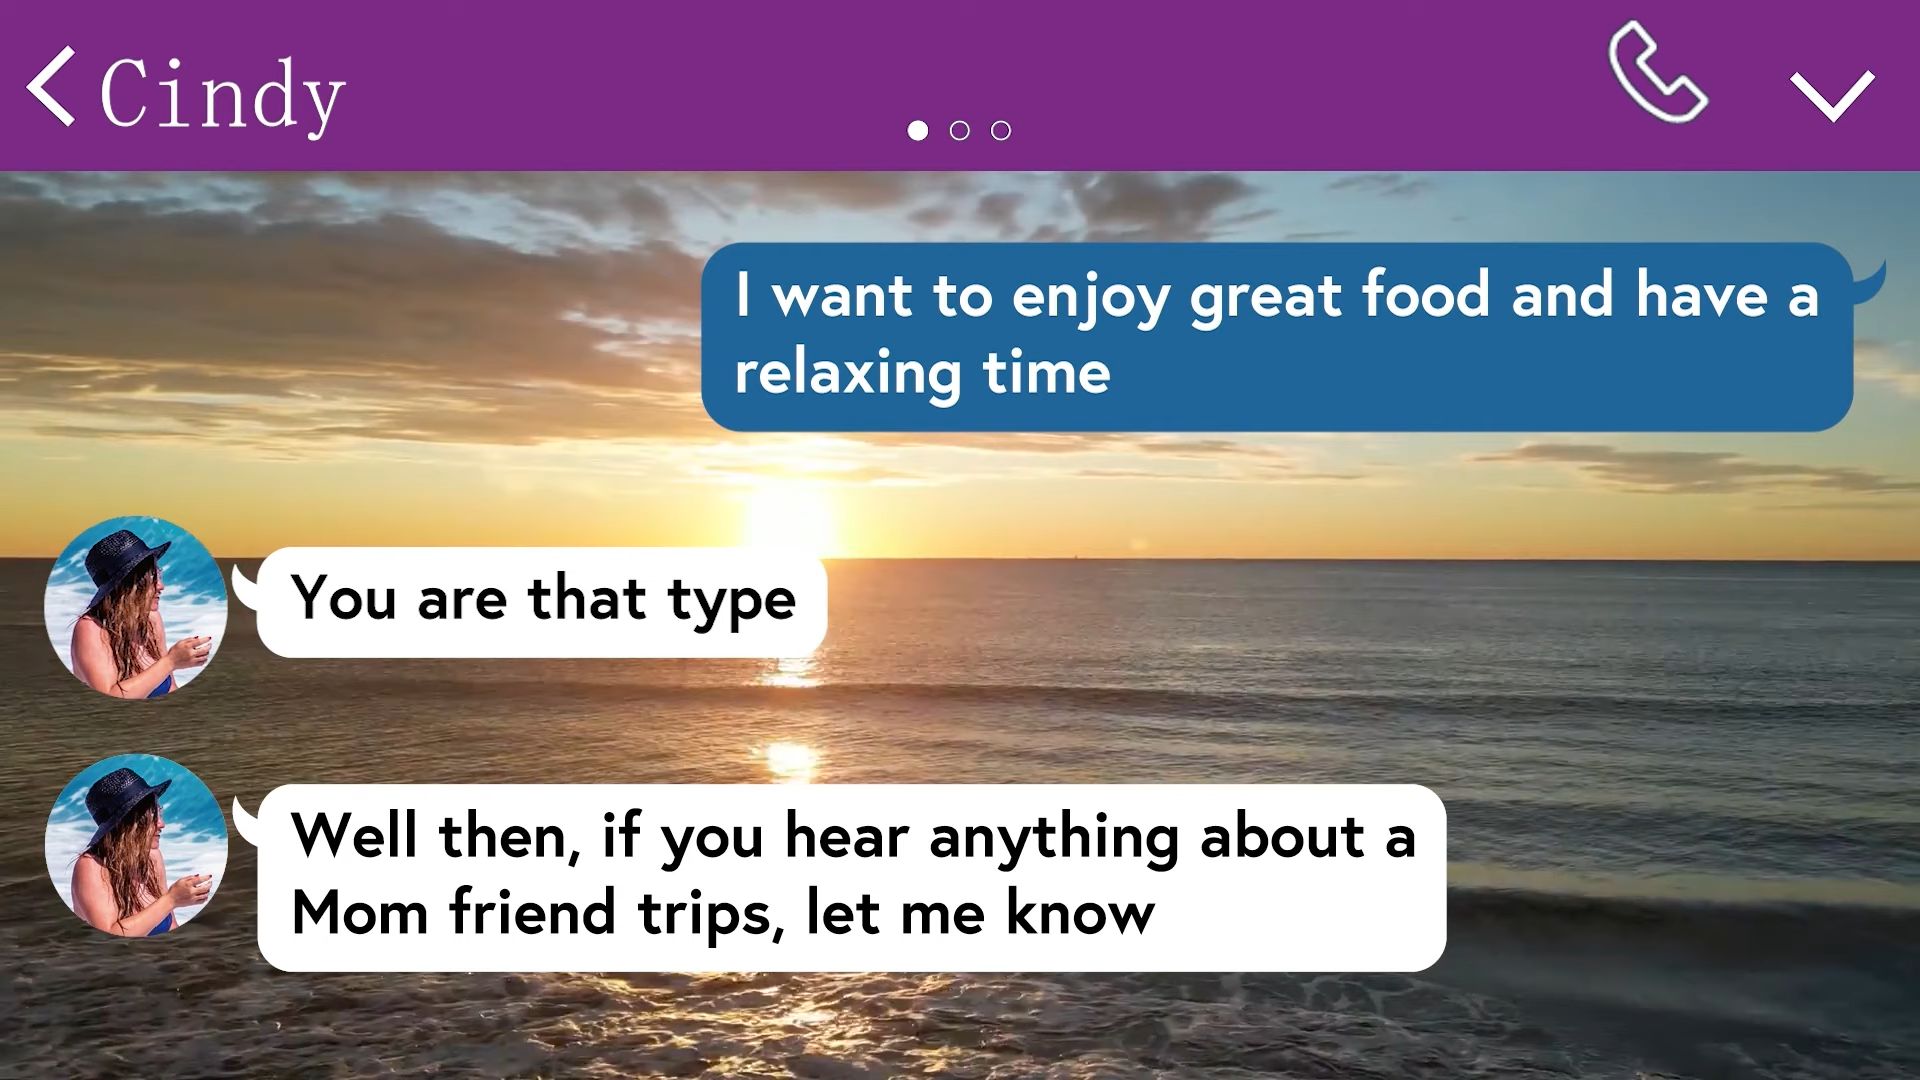 Cindy
I want to enjoy great food and have a
relaxing time
You are that type
Well then, if you hear anything about a
Mom friend trips, let me know